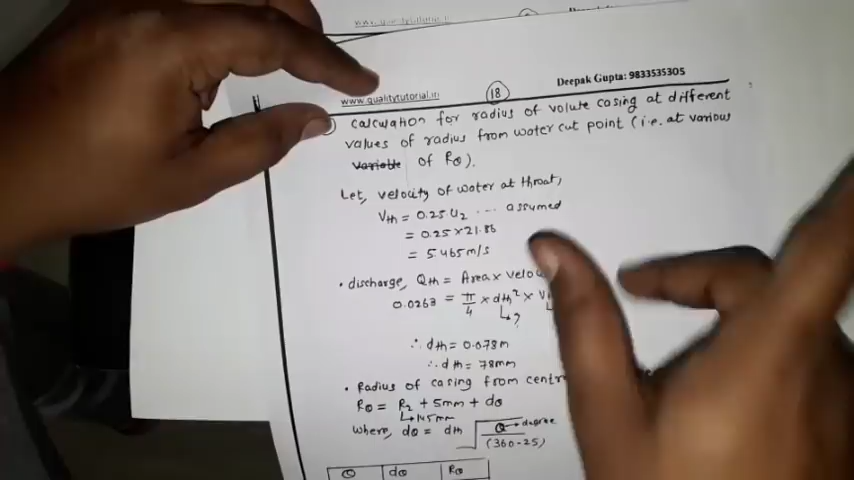 www.qualitytutorial.in
18
Deepak Gupta: 9833535305
calculation for radius of volute casing at different
values of radius from water cut point (i.e. at various
variable of Rθ).
Let, velocity of water at throat,
Vth = 0.25 U2 --- assumed
= 0.25 × 21.86
= 5.465 m/s
• discharge, Qth = Area × velo
0.0263 = π/4 × dth² × V
↳ ?
∴ dth = 0.078 m
∴ dth = 78mm
• Radius of casing from centr
Rθ = R2 + 5mm + dθ
↳ 145 mm
where, dθ = dth √ θ → degree / (360-25)
θ dθ Rθ